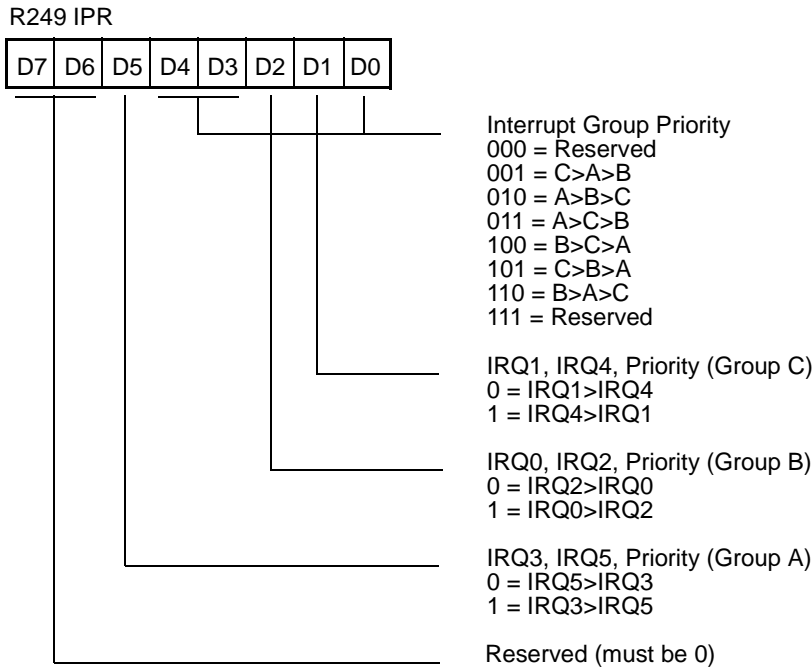 R249 IPR
D7 D6 D5 D4 D3 D2 D1 D0
Interrupt Group Priority
000 = Reserved
001 = C>A>B
010 = A>B>C
011 = A>C>B
100 = B>C>A
101 = C>B>A
110 = B>A>C
111 = Reserved
IRQ1, IRQ4, Priority (Group C)
0 = IRQ1>IRQ4
1 = IRQ4>IRQ1
IRQ0, IRQ2, Priority (Group B)
0 = IRQ2>IRQ0
1 = IRQ0>IRQ2
IRQ3, IRQ5, Priority (Group A)
0 = IRQ5>IRQ3
1 = IRQ3>IRQ5
Reserved (must be 0)